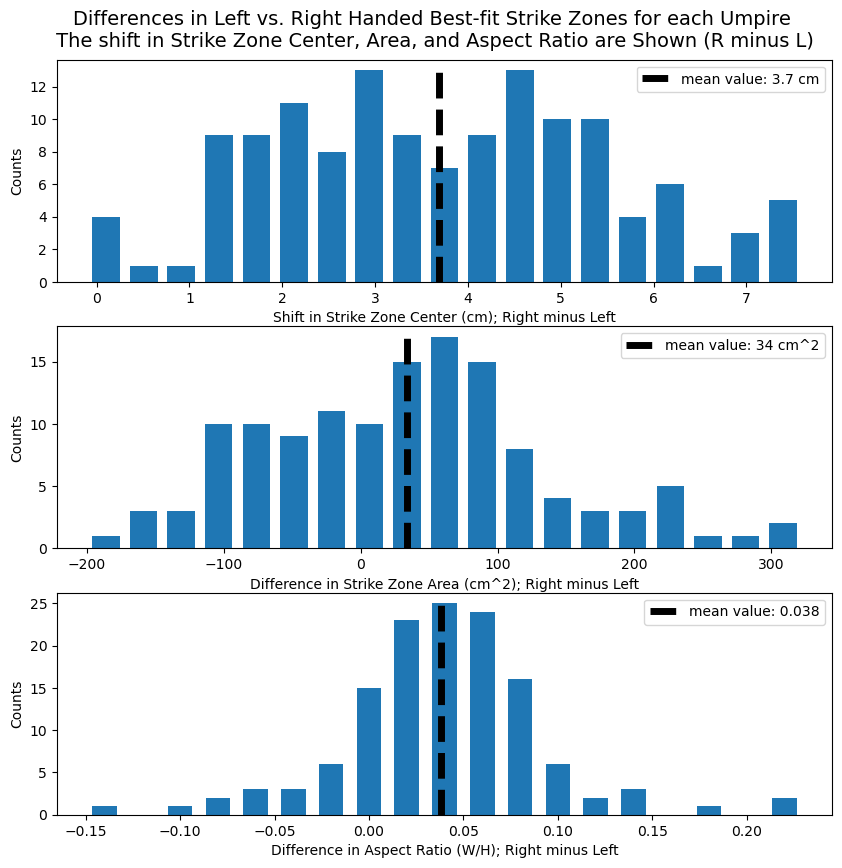 Differences in Left vs. Right Handed Best-fit Strike Zones for each Umpire
The shift in Strike Zone Center, Area, and Aspect Ratio are Shown (R minus L)
mean value: 3.7 cm
Counts
12
10
8
6
4
2
0
0 1 2 3 4 5 6 7
Shift in Strike Zone Center (cm); Right minus Left
mean value: 34 cm^2
Counts
15
10
5
0
−200 −100 0 100 200 300
Difference in Strike Zone Area (cm^2); Right minus Left
mean value: 0.038
Counts
25
20
15
10
5
0
−0.15 −0.10 −0.05 0.00 0.05 0.10 0.15 0.20
Difference in Aspect Ratio (W/H); Right minus Left